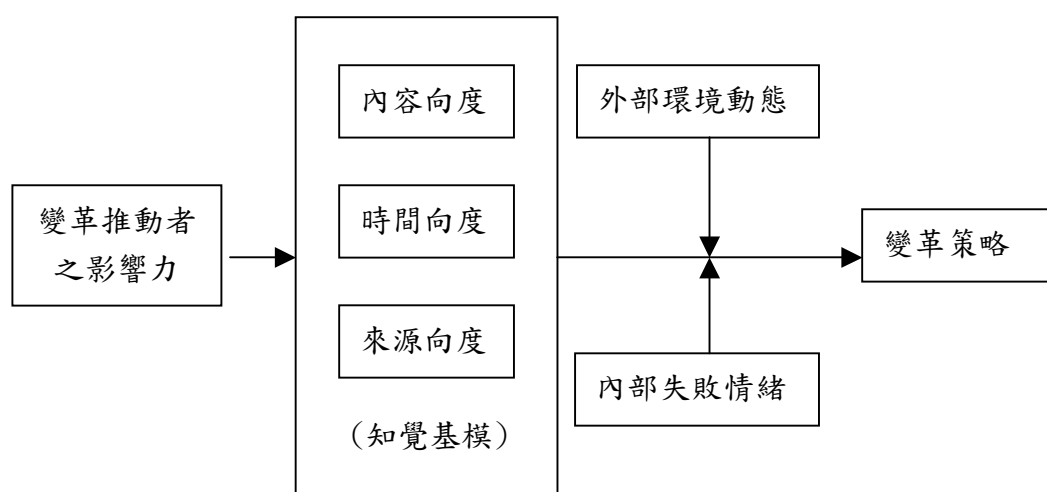 變革推動者
之影響力
內容向度
時間向度
來源向度
（知覺基模）
外部環境動態
內部失敗情緒
變革策略